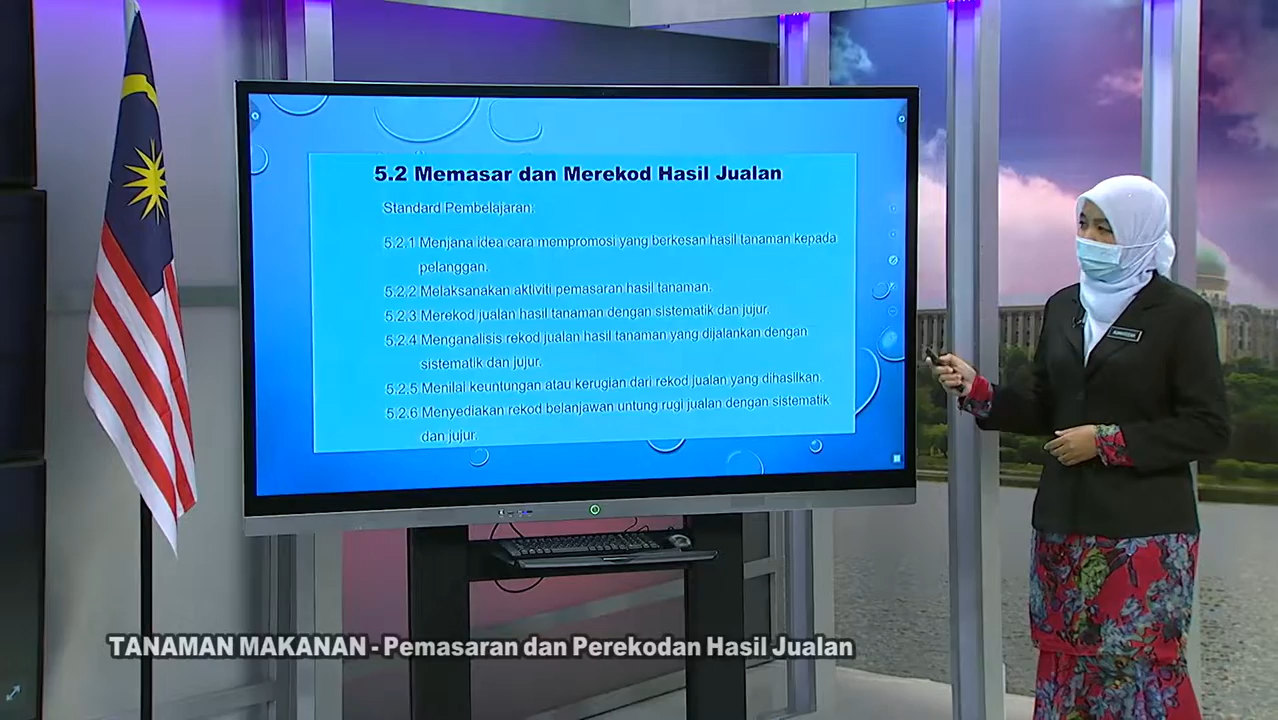 5.2 Memasar dan Merekod Hasil Jualan
Standard Pembelajaran:
5.2.1 Menjana idea cara mempromosi yang berkesan hasil tanaman kepada
pelanggan.
5.2.2 Melaksanakan aktiviti pemasaran hasil tanaman.
5.2.3 Merekod jualan hasil tanaman dengan sistematik dan jujur.
5.2.4 Menganalisis rekod jualan hasil tanaman yang dijalankan dengan
sistematik dan jujur.
5.2.5 Menilai keuntungan atau kerugian dari rekod jualan yang dihasilkan.
5.2.6 Menyediakan rekod belanjawan untung rugi jualan dengan sistematik
dan jujur.
TANAMAN MAKANAN - Pemasaran dan Perekodan Hasil Jualan